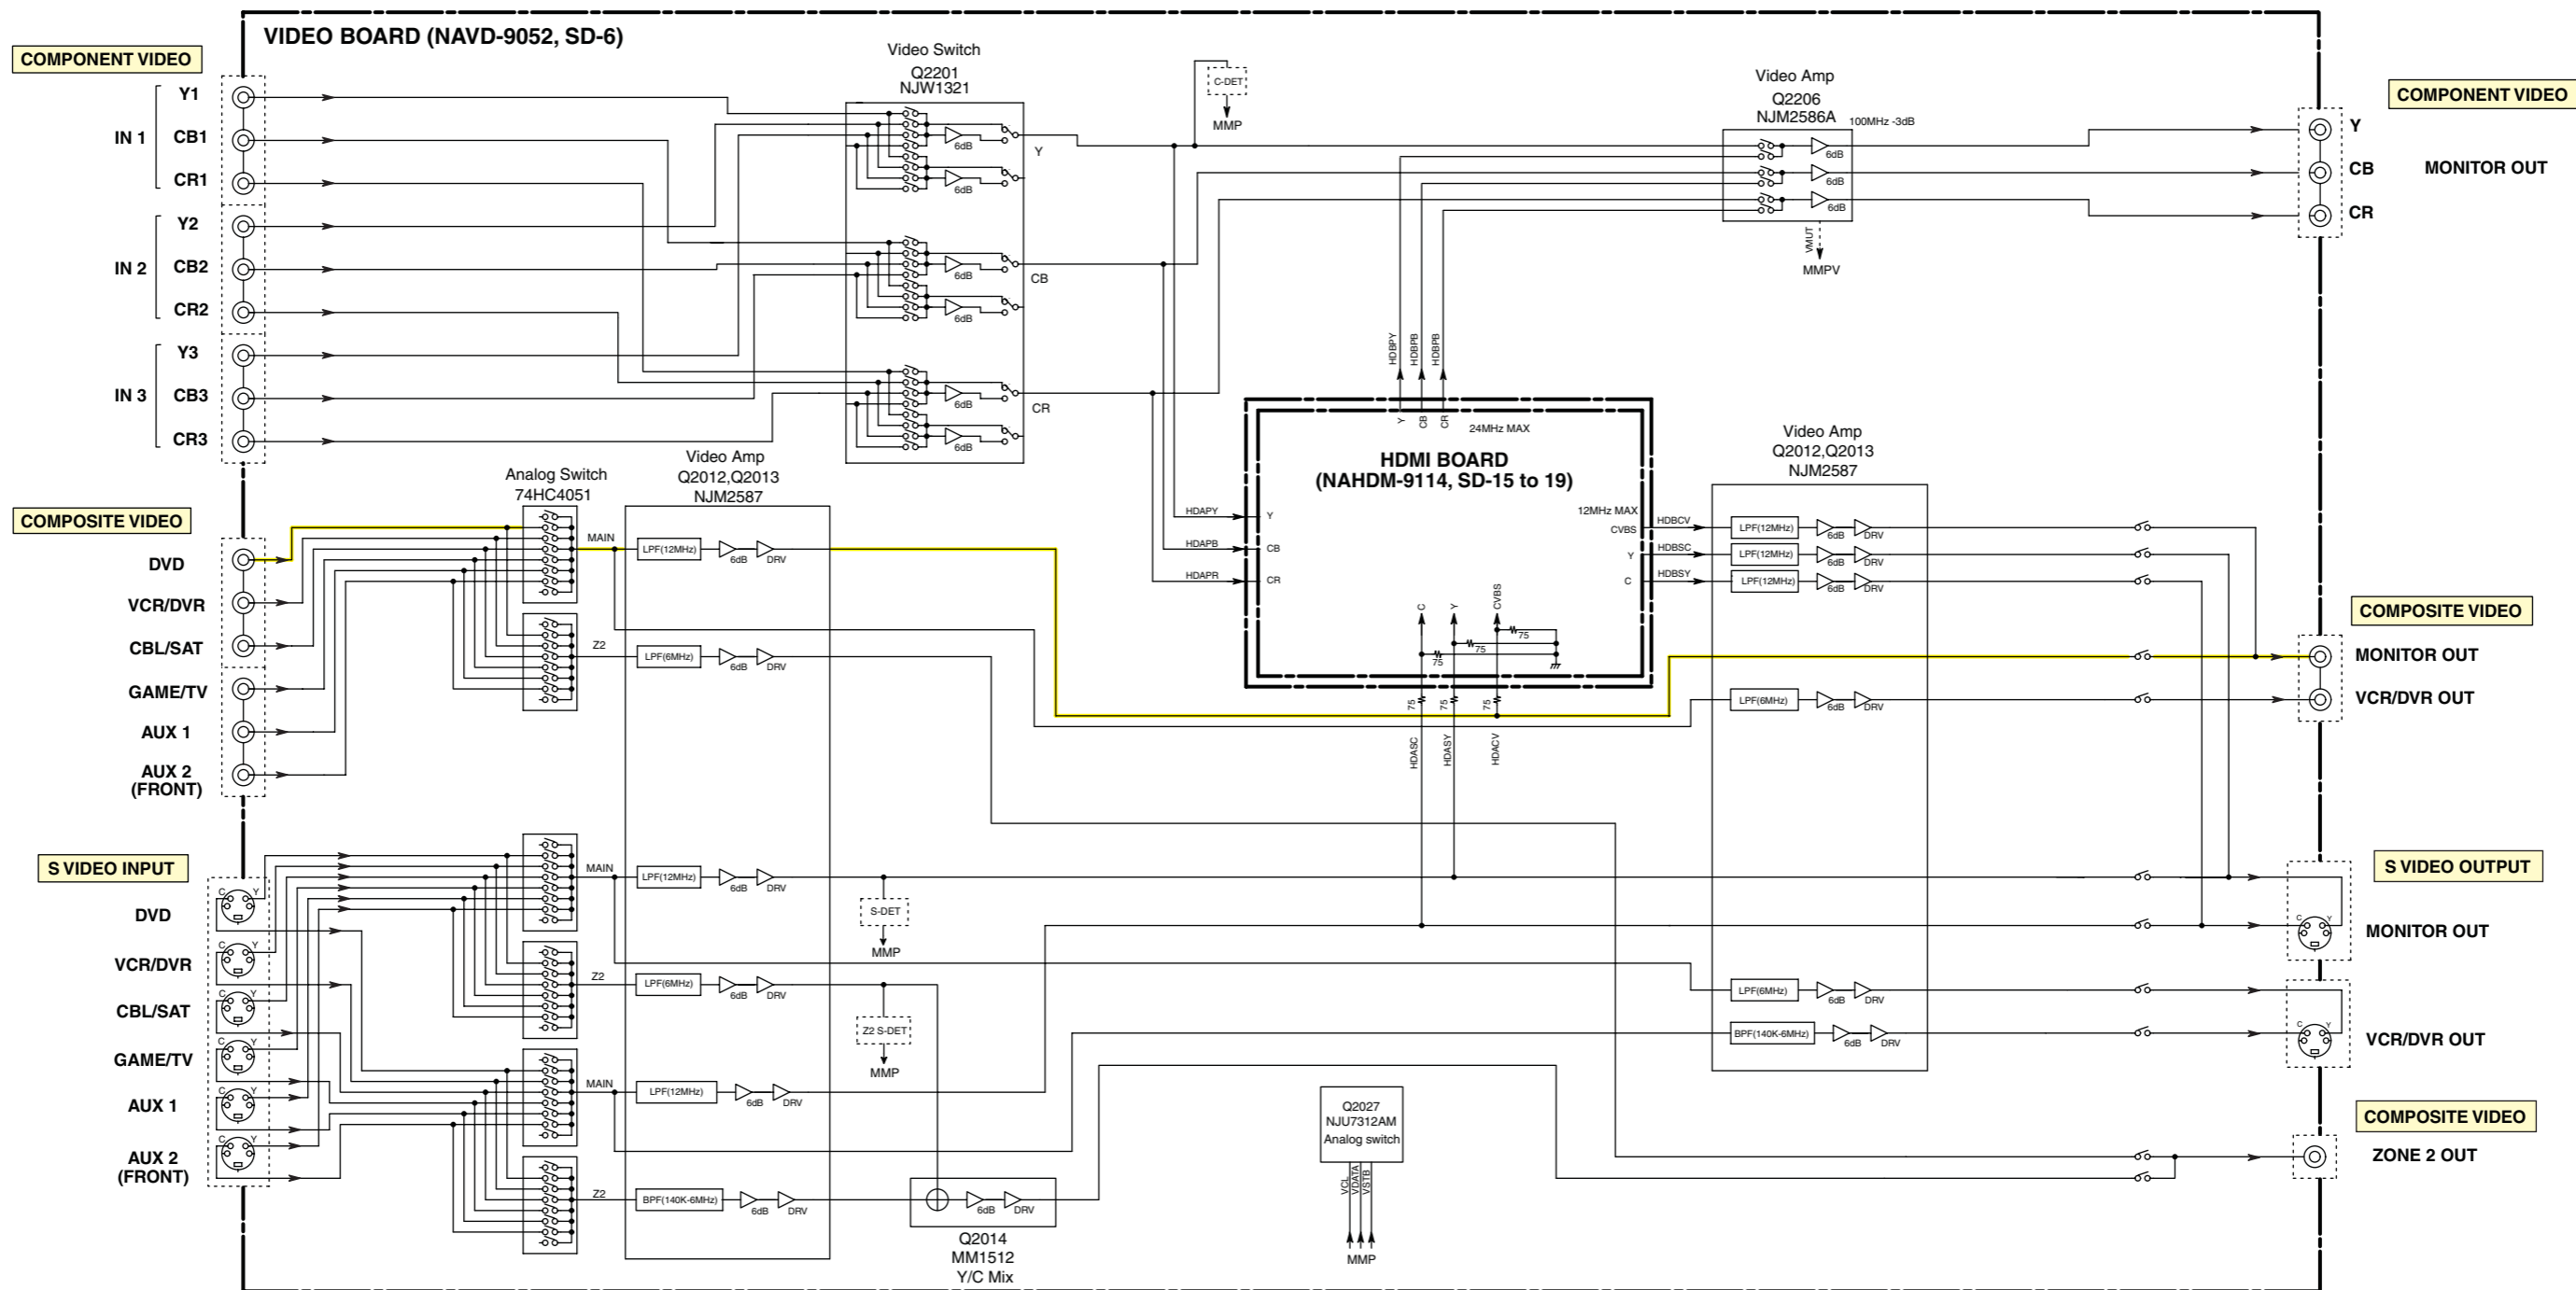 VIDEO BOARD (NAVD-9052, SD-6)
COMPONENT VIDEO
IN 1
Y1
CB1
CR1
IN 2
Y2
CB2
CR2
IN 3
Y3
CB3
CR3
Video Switch
Q2201
NJW1321
6dB
6dB
Y
6dB
6dB
CB
6dB
6dB
CR
C-DET
MMP
Video Amp
Q2206
NJM2586A
100MHz -3dB
6dB
6dB
6dB
VMUT
MMPV
COMPONENT VIDEO
Y
CB
CR
MONITOR OUT
HDBPY
HDBPB
HDBPB
Y
CB
CR
24MHz MAX
HDMI BOARD
(NAHDM-9114, SD-15 to 19)
HDAPY
Y
HDAPB
CB
HDAPR
CR
12MHz MAX
CVBS
HDBCV
Y
HDBSC
C
HDBSY
C
Y
CVBS
75
75
75
75
75
75
HDASC
HDASY
HDACV
COMPOSITE VIDEO
DVD
VCR/DVR
CBL/SAT
GAME/TV
AUX 1
AUX 2
(FRONT)
Analog Switch
74HC4051
MAIN
Z2
Video Amp
Q2012,Q2013
NJM2587
LPF(12MHz)
6dB
DRV
LPF(6MHz)
6dB
DRV
Video Amp
Q2012,Q2013
NJM2587
LPF(12MHz)
6dB
DRV
LPF(12MHz)
6dB
DRV
LPF(12MHz)
6dB
DRV
LPF(6MHz)
6dB
DRV
COMPOSITE VIDEO
MONITOR OUT
VCR/DVR OUT
S VIDEO INPUT
C Y
DVD
C Y
VCR/DVR
C Y
CBL/SAT
C Y
GAME/TV
C Y
AUX 1
C Y
AUX 2
(FRONT)
MAIN
LPF(12MHz)
6dB
DRV
S-DET
MMP
Z2
LPF(6MHz)
6dB
DRV
Z2 S-DET
MMP
MAIN
LPF(12MHz)
6dB
DRV
Z2
BPF(140K-6MHz)
6dB
DRV
6dB
DRV
Q2014
MM1512
Y/C Mix
Q2027
NJU7312AM
Analog switch
VCL
VDATA
VSTB
MMP
LPF(6MHz)
6dB
DRV
BPF(140K-6MHz)
6dB
DRV
S VIDEO OUTPUT
C Y
MONITOR OUT
C Y
VCR/DVR OUT
COMPOSITE VIDEO
ZONE 2 OUT